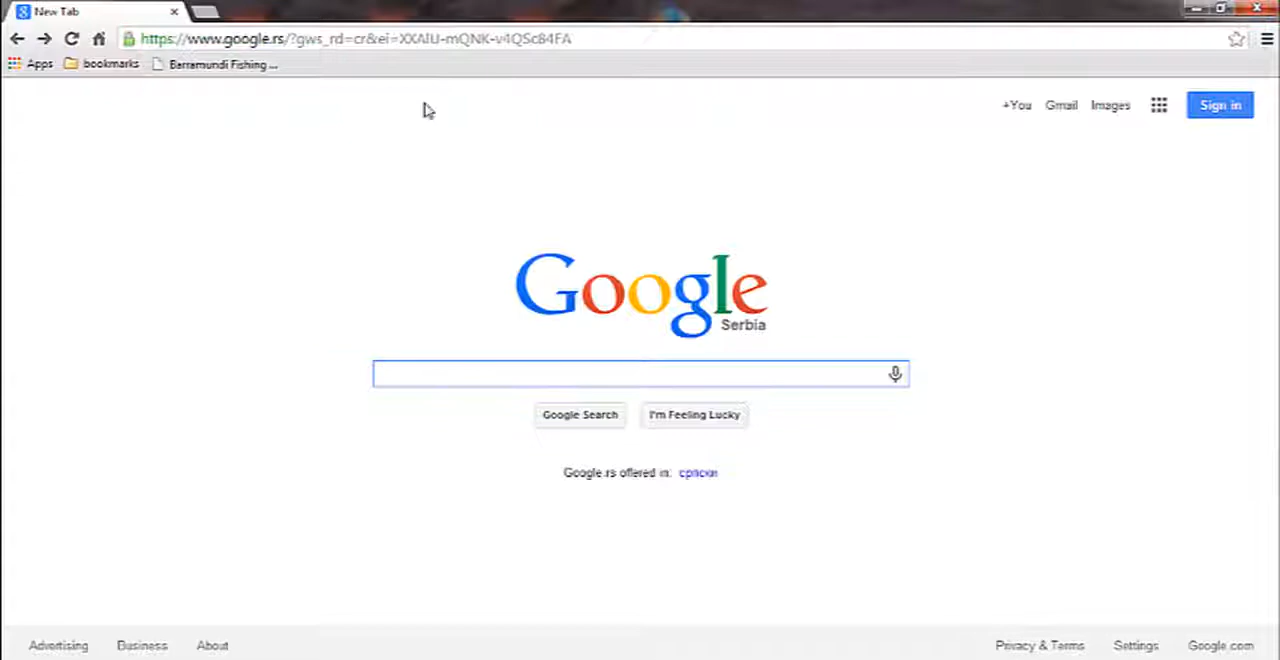 New Tab
https://www.google.rs/?gws_rd=cr&ei=XXAlU-mQNK-v4QSc84FA
Apps bookmarks Barramundi Fishing ...
+You Gmail Images Sign in
Google
Serbia
Google Search I'm Feeling Lucky
Google.rs offered in: српски
Advertising Business About Privacy & Terms Settings Google.com